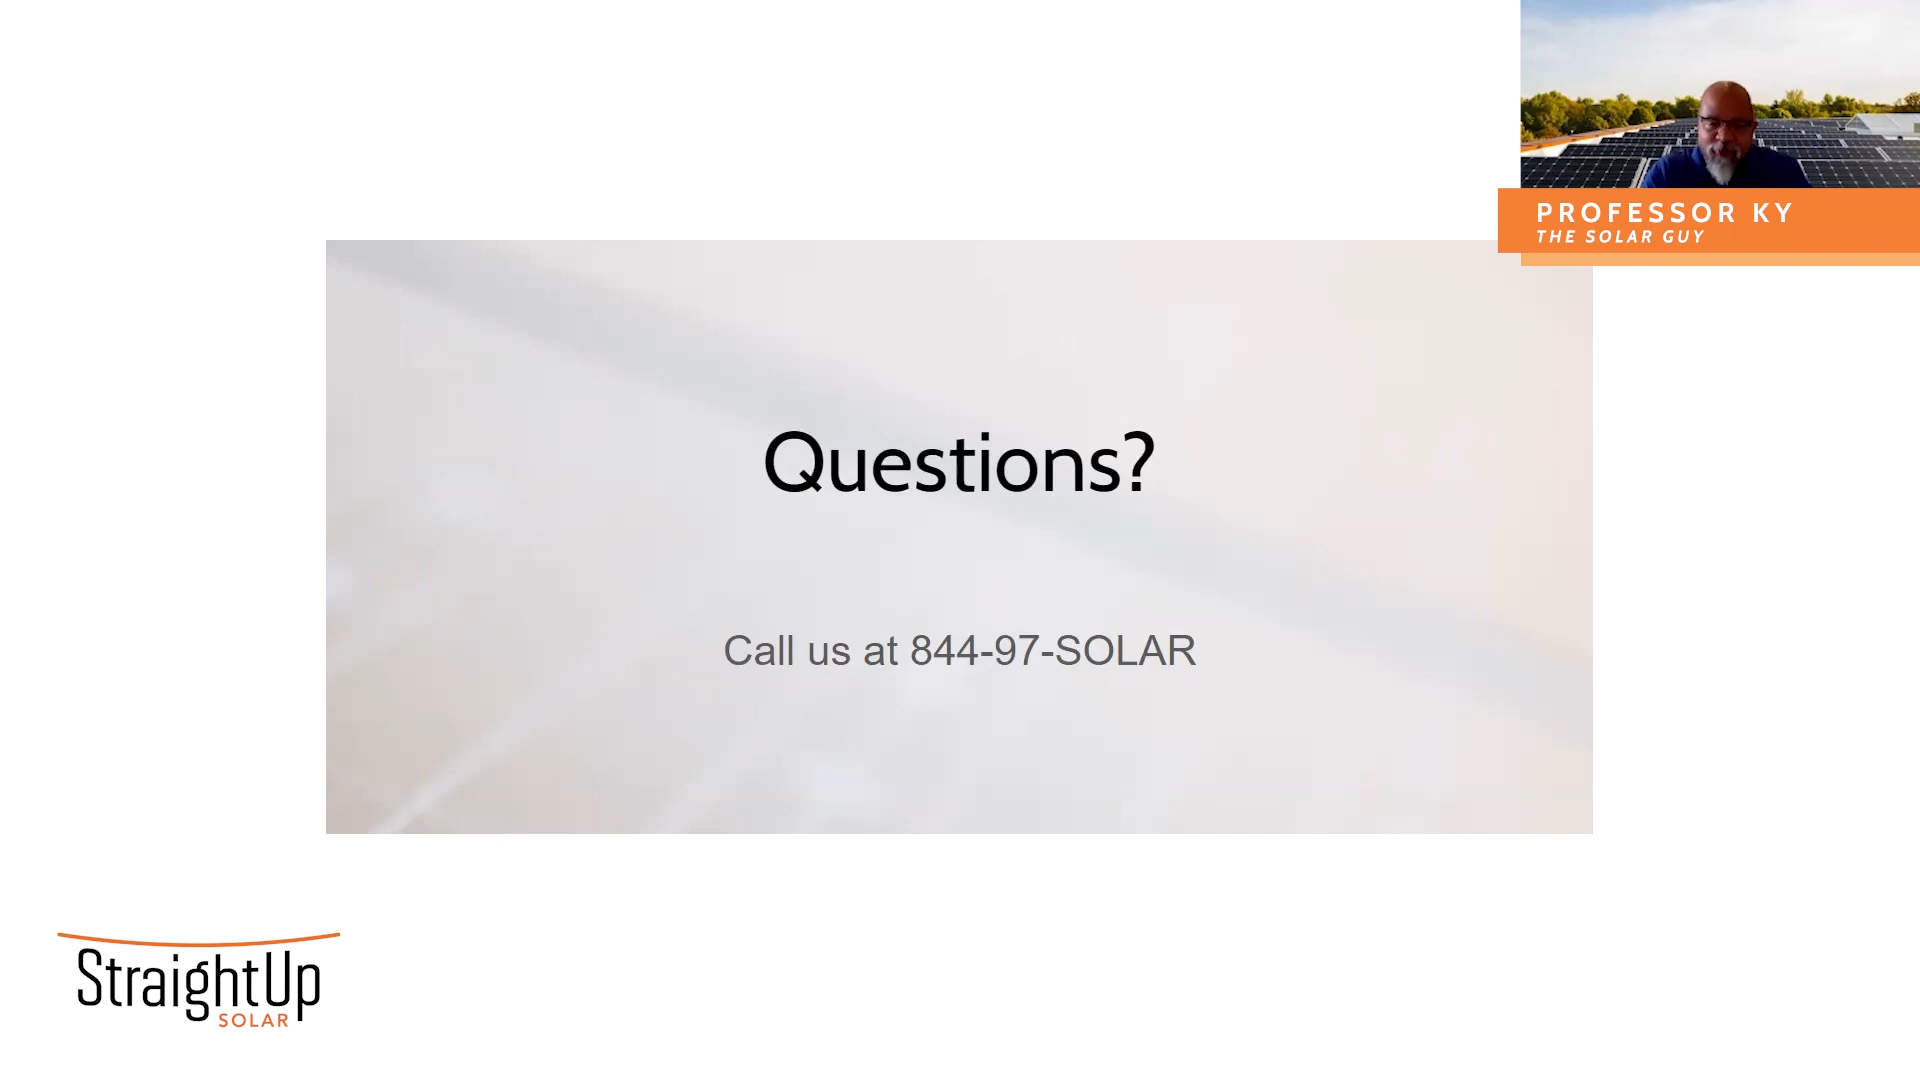 PROFESSOR KY
THE SOLAR GUY
Questions?
Call us at 844-97-SOLAR
StraightUp
SOLAR